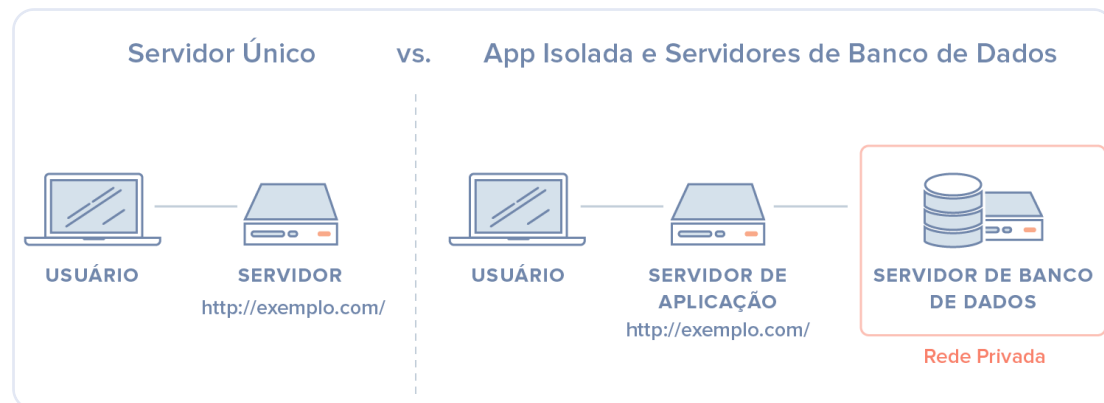 Servidor Único vs. App Isolada e Servidores de Banco de Dados
USUÁRIO
SERVIDOR
http://exemplo.com/
USUÁRIO
SERVIDOR DE
APLICAÇÃO
http://exemplo.com/
SERVIDOR DE BANCO
DE DADOS
Rede Privada